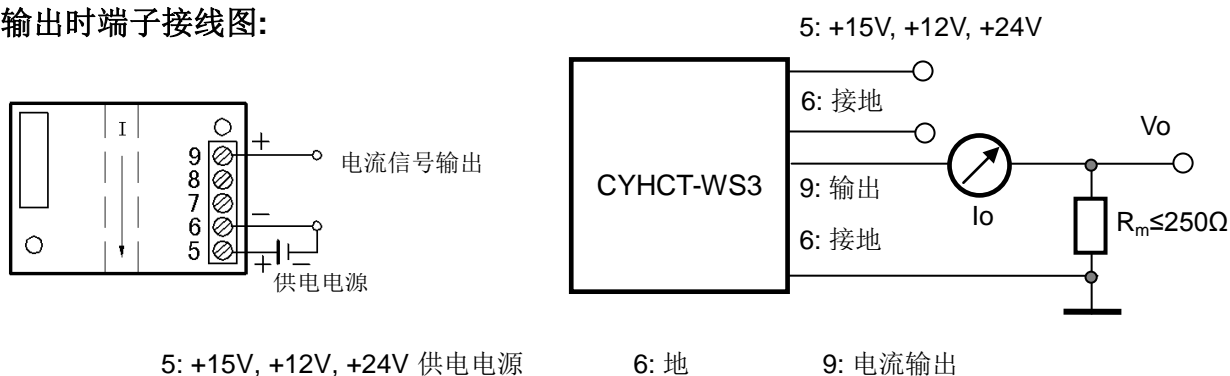 输出时端子接线图:
5: +15V, +12V, +24V
6: 接地
Vo
I
+
9
电流信号输出
8
CYHCT-WS3
9: 输出
7
Io
Rm≤250Ω
6
−
6: 接地
5
+
−
供电电源
5: +15V, +12V, +24V 供电电源 6: 地 9: 电流输出